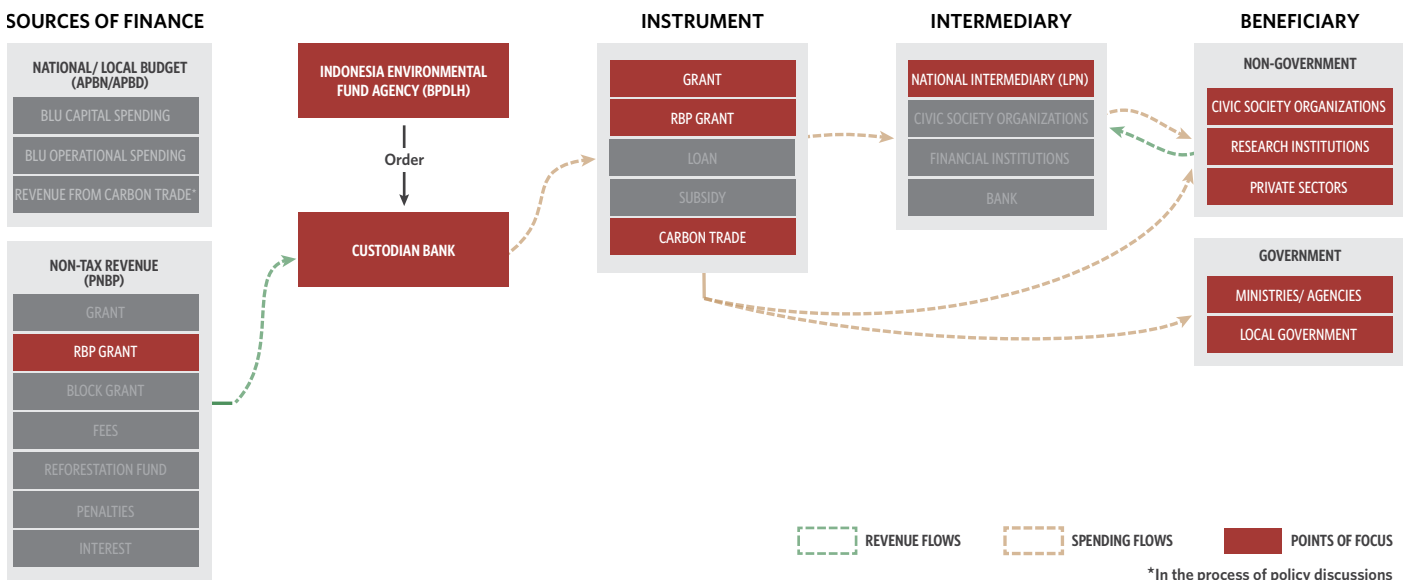 SOURCES OF FINANCE
NATIONAL/ LOCAL BUDGET
(APBN/APBD)
BLU CAPITAL SPENDING
BLU OPERATIONAL SPENDING
REVENUE FROM CARBON TRADE*
NON-TAX REVENUE
(PNBP)
GRANT
RBP GRANT
BLOCK GRANT
FEES
REFORESTATION FUND
PENALTIES
INTEREST
INDONESIA ENVIRONMENTAL
FUND AGENCY (BPDLH)
Order
CUSTODIAN BANK
INSTRUMENT
GRANT
RBP GRANT
LOAN
SUBSIDY
CARBON TRADE
INTERMEDIARY
NATIONAL INTERMEDIARY (LPN)
CIVIC SOCIETY ORGANIZATIONS
FINANCIAL INSTITUTIONS
BANK
BENEFICIARY
NON-GOVERNMENT
CIVIC SOCIETY ORGANIZATIONS
RESEARCH INSTITUTIONS
PRIVATE SECTORS
GOVERNMENT
MINISTRIES/ AGENCIES
LOCAL GOVERNMENT
REVENUE FLOWS
SPENDING FLOWS
POINTS OF FOCUS
*In the process of policy discussions